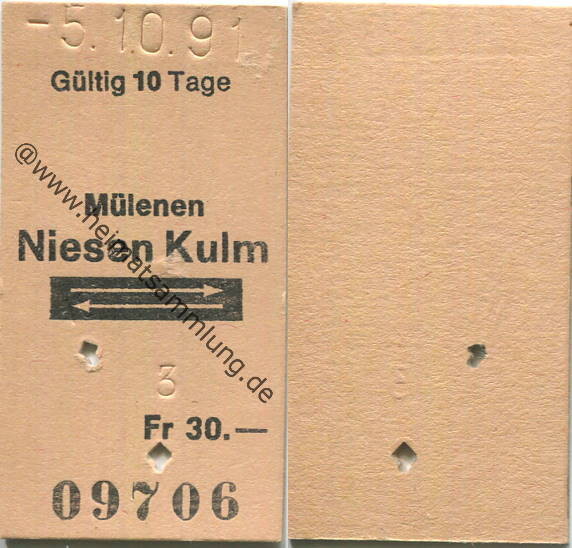 -5.10.91
Gültig 10 Tage
@www.heimatsammlung.de
Mülenen
Niesen Kulm
3
Fr 30.—
09706